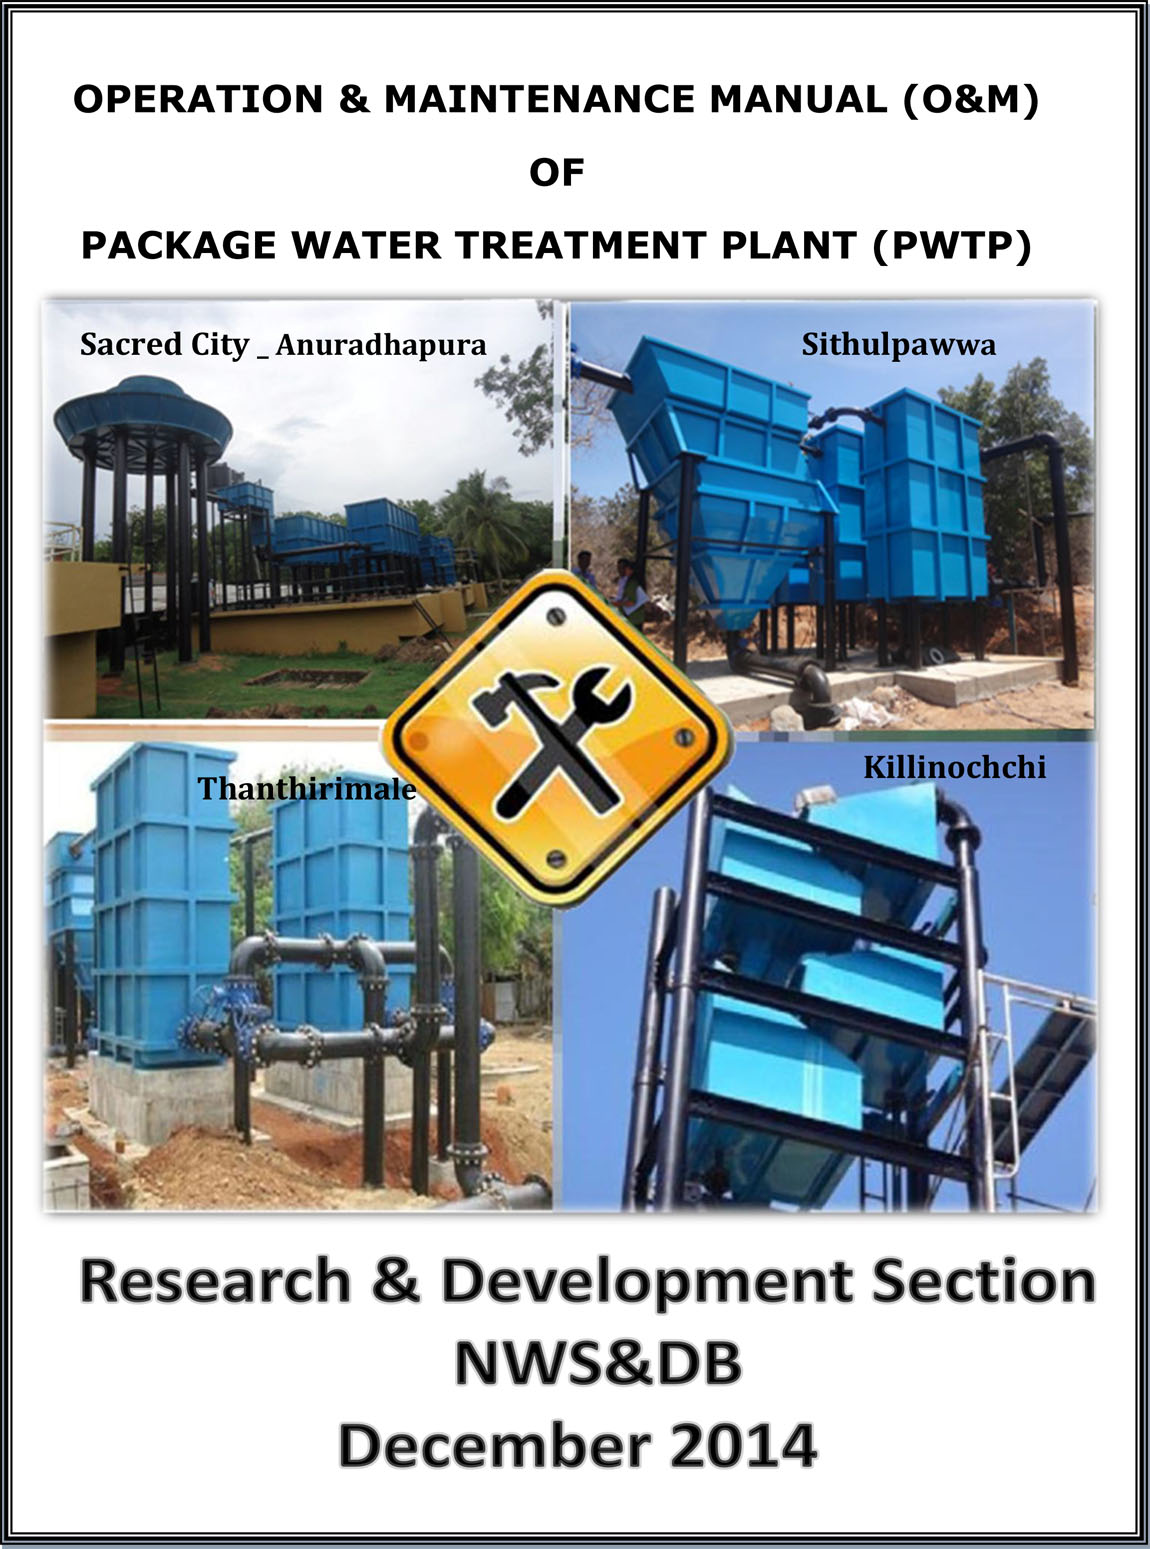 OPERATION & MAINTENANCE MANUAL (O&M)
OF
PACKAGE WATER TREATMENT PLANT (PWTP)
Sacred City _ Anuradhapura
Sithulpawwa
Thanthirimale
Killinochchi
Research & Development Section
NWS&DB
December 2014